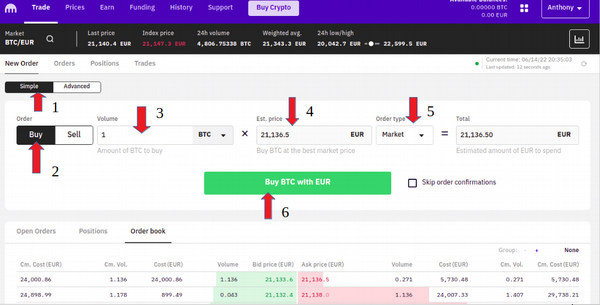 Available Balances:
Trade Prices Earn Funding History Support Buy Crypto 0.00000 BTC Anthony
0.00 EUR
Market Last price Index price 24h volume Weighted avg. 24h low/high
BTC/EUR 21,140.4 EUR 21,147.3 EUR 4,806.75338 BTC 21,343.3 EUR 20,042.7 EUR 22,599.5 EUR
New Order Orders Positions Trades Current time: 06/14/22 20:35:03
Last updated: 12 seconds ago
Simple Advanced
1 3 4 5
Order Volume Est. price Order type Total
Buy Sell 1 BTC × 21,136.5 EUR Market = 21,136.50 EUR
Amount of BTC to buy Buy BTC at the best market price Estimated amount of EUR to spend
2
Buy BTC with EUR Skip order confirmations
6
Open Orders Positions Order book
Group: - + None
Cm. Cost (EUR) Cm. Vol. Cost (EUR) Volume Bid price (EUR) Ask price (EUR) Volume Cost (EUR) Cm. Vol. Cm. Cost (EUR)
24,000.86 1.136 24,000.86 1.136 21,133.6 21,136.5 0.271 5,730.48 0.271 5,730.48
24,898.99 1.178 899.49 0.043 21,132.4 21,138.0 1.136 24,007.33 1.407 29,738.21